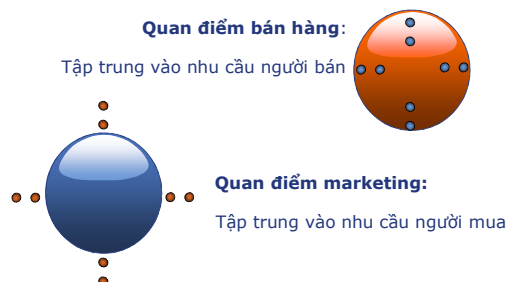 Quan điểm bán hàng:
Tập trung vào nhu cầu người bán
Quan điểm marketing:
Tập trung vào nhu cầu người mua